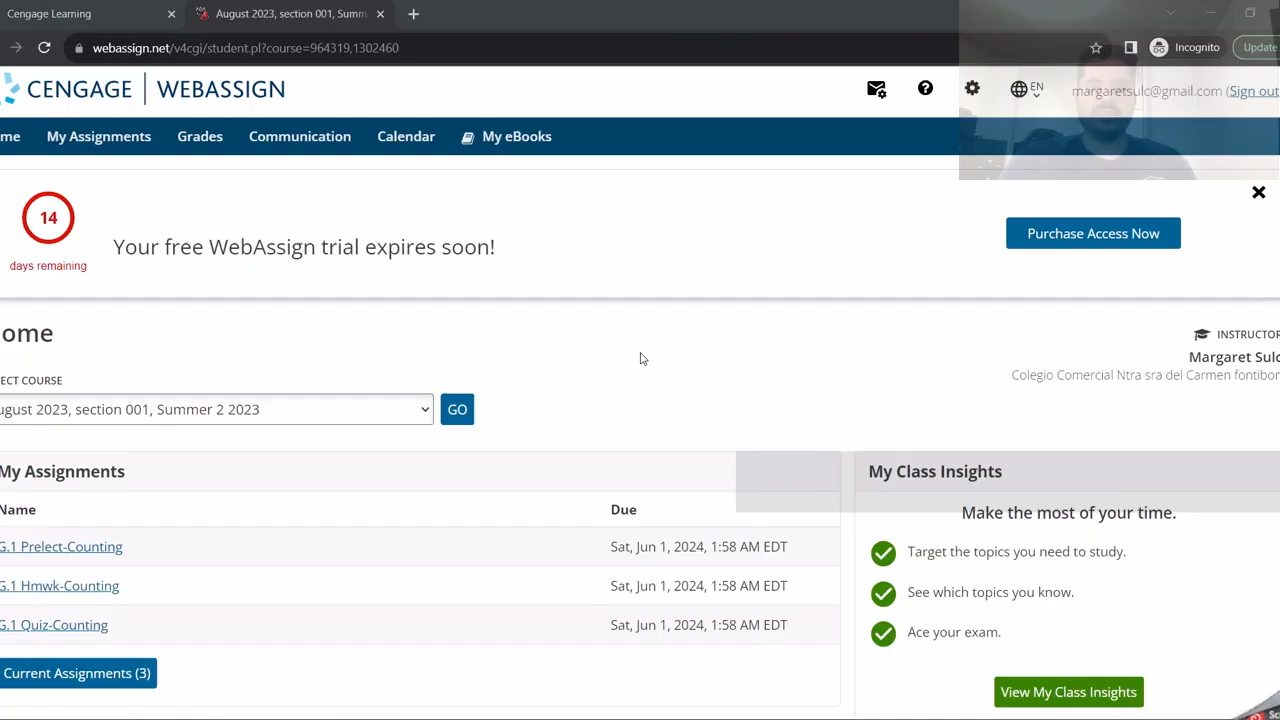 Cengage Learning
August 2023, section 001, Summ
webassign.net/v4cgi/student.pl?course=964319,1302460
Incognito
Update
CENGAGE | WEBASSIGN
EN
margaretsulc@gmail.com (Sign out
me
My Assignments
Grades
Communication
Calendar
My eBooks
14
days remaining
Your free WebAssign trial expires soon!
Purchase Access Now
ome
INSTRUCTOR
Margaret Sulc
Colegio Comercial Ntra sra del Carmen fontibon
ECT COURSE
ugust 2023, section 001, Summer 2 2023
GO
My Assignments
Name
Due
G.1 Prelect-Counting
Sat, Jun 1, 2024, 1:58 AM EDT
G.1 Hmwk-Counting
Sat, Jun 1, 2024, 1:58 AM EDT
G.1 Quiz-Counting
Sat, Jun 1, 2024, 1:58 AM EDT
Current Assignments (3)
My Class Insights
Make the most of your time.
Target the topics you need to study.
See which topics you know.
Ace your exam.
View My Class Insights